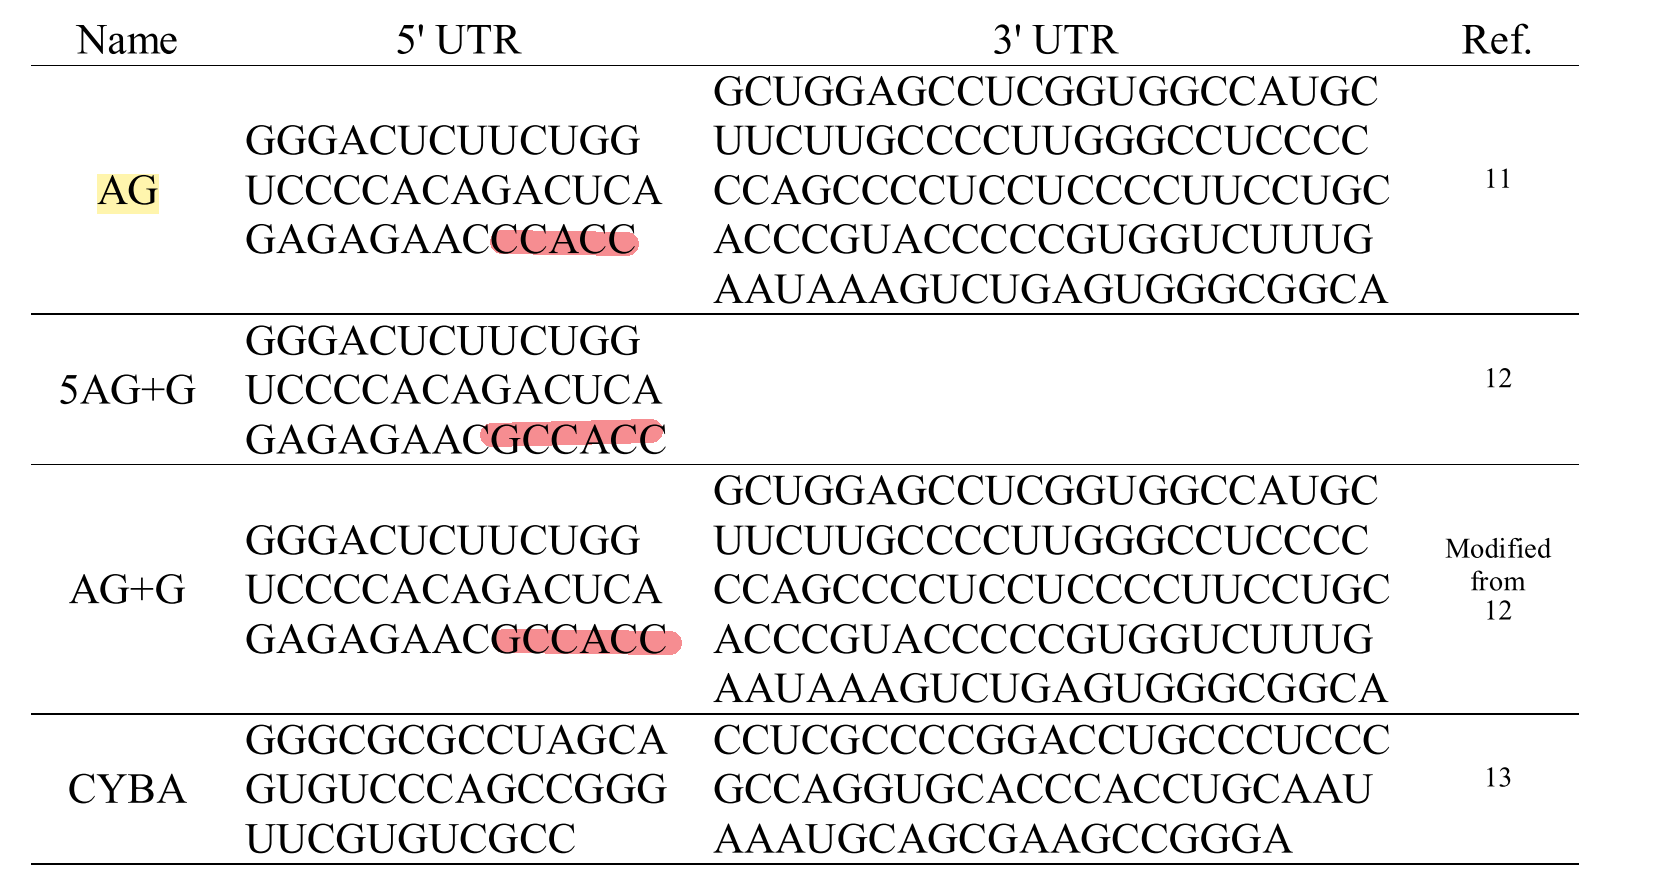 Name 5' UTR 3' UTR Ref.
GCUGGAGCCUCGGUGGCCAUGC
GGGACUCUUCUGG UUCUUGCCCCUUGGGCCUCCCC
AG UCCCCACAGACUCA CCAGCCCCUCCUCCCCUUCCUGC 11
GAGAGAACCCACC ACCCGUACCCCCGUGGUCUUUG
AAUAAAGUCUGAGUGGGCGGCA
GGGACUCUUCUGG
5AG+G UCCCCACAGACUCA 12
GAGAGAACGCCACC
GCUGGAGCCUCGGUGGCCAUGC
GGGACUCUUCUGG UUCUUGCCCCUUGGGCCUCCCC
Modified
from
AG+G UCCCCACAGACUCA CCAGCCCCUCCUCCCCUUCCUGC 12
GAGAGAACGCCACC ACCCGUACCCCCGUGGUCUUUG
AAUAAAGUCUGAGUGGGCGGCA
GGGCGCGCCUAGCA CCUCGCCCCGGACCUGCCCUCCC
CYBA GUGUCCCAGCCGGG GCCAGGUGCACCCACCUGCAAU 13
UUCGUGUCGCC AAAUGCAGCGAAGCCGGGA